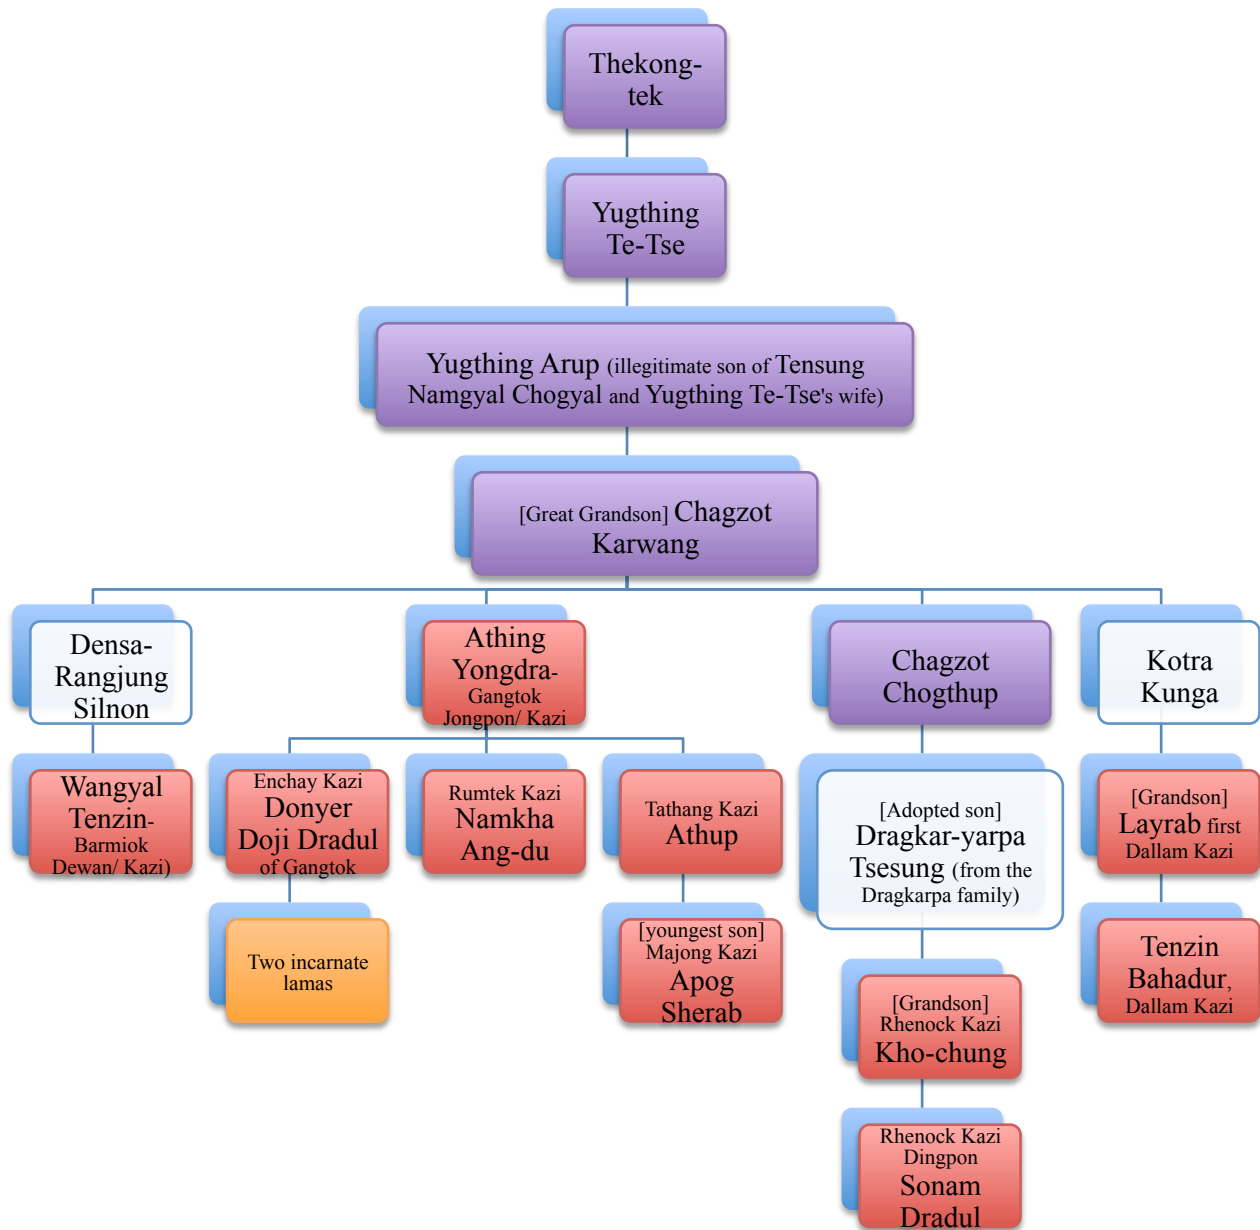 Thekong-
tek
Yugthing
Te-Tse
Yugthing Arup (illegitimate son of Tensung
Namgyal Chogyal and Yugthing Te-Tse's wife)
[Great Grandson] Chagzot
Karwang
Densa-
Rangjung
Silnon
Athing
Yongdra-
Gangtok
Jongpon/ Kazi
Chagzot
Chogthup
Kotra
Kunga
Wangyal
Tenzin-
Barmiok
Dewan/ Kazi)
Enchay Kazi
Donyer
Doji Dradul
of Gangtok
Rumtek Kazi
Namkha
Ang-du
Tathang Kazi
Athup
[Adopted son]
Dragkar-yarpa
Tsesung (from the
Dragkarpa family)
[Grandson]
Layrab first
Dallam Kazi
Two incarnate
lamas
[youngest son]
Majong Kazi
Apog
Sherab
[Grandson]
Rhenock Kazi
Kho-chung
Tenzin
Bahadur,
Dallam Kazi
Rhenock Kazi
Dingpon
Sonam
Dradul